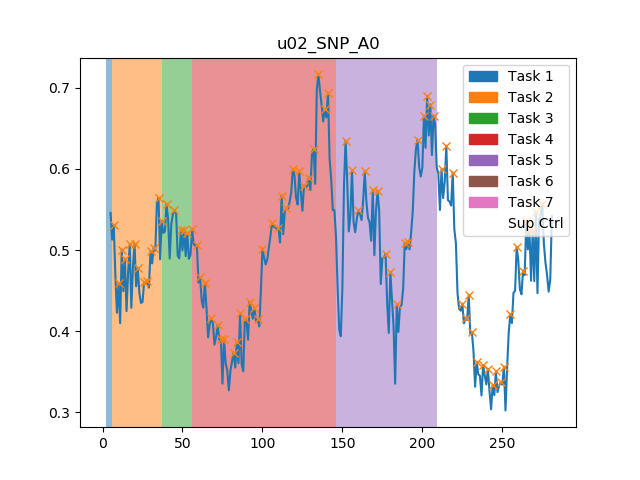 u02_SNP_A0
0.7
0.6
0.5
0.4
0.3
0
50
100
150
200
250
Task 1
Task 2
Task 3
Task 4
Task 5
Task 6
Task 7
Sup Ctrl